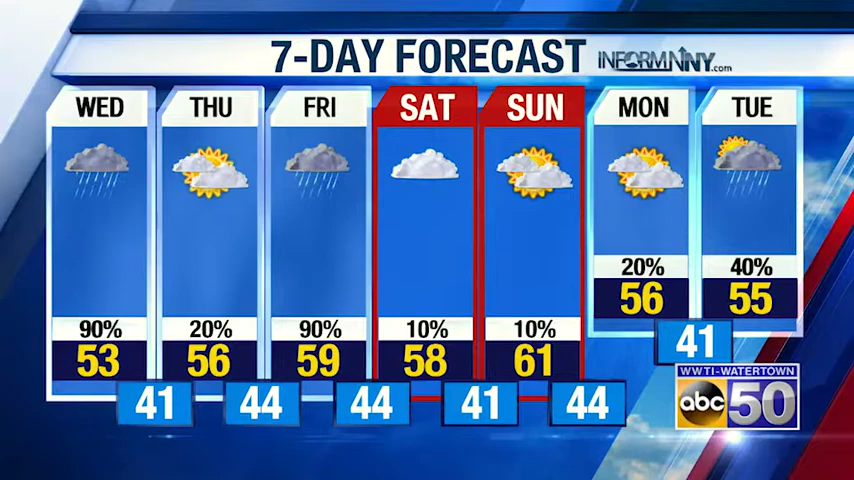 7-DAY FORECAST INFORMNNY.com
WED THU FRI SAT SUN MON TUE
20% 40%
56 55
90% 20% 90% 10% 10%
53 56 59 58 61
41
41 44 44 41 44
WWTI-WATERTOWN
abc 50